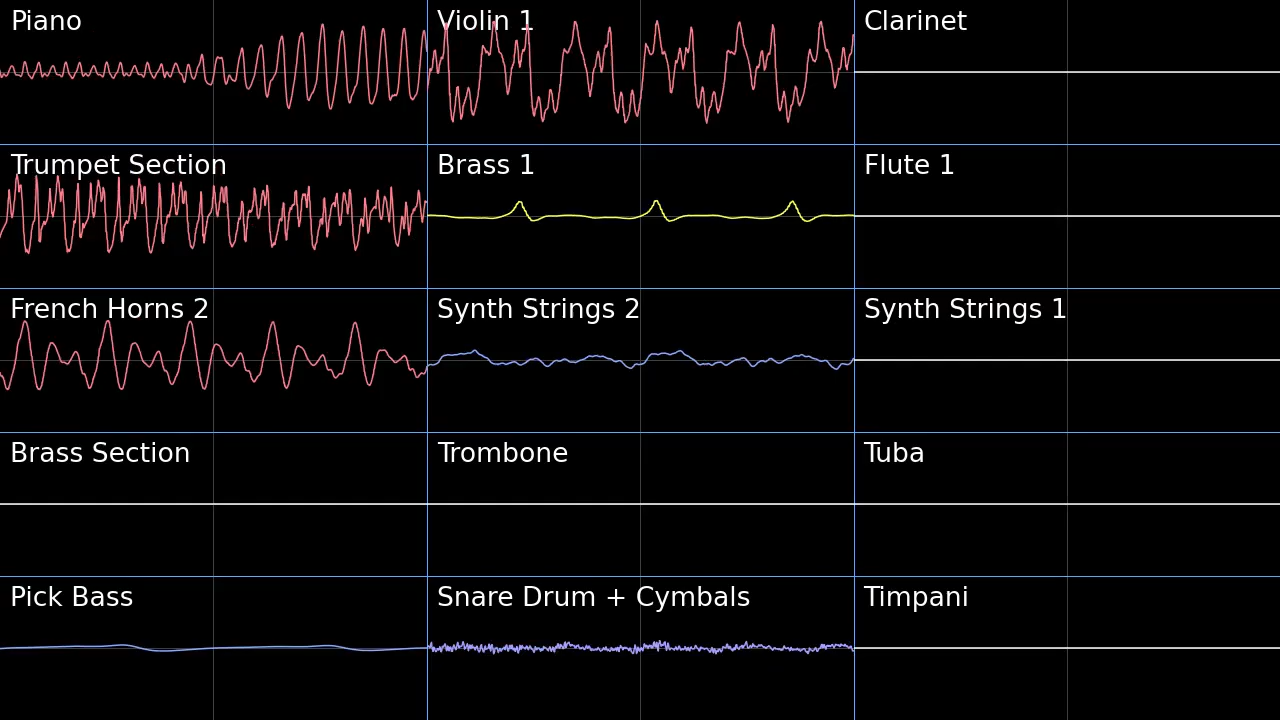 Piano
Violin 1
Clarinet
Trumpet Section
Brass 1
Flute 1
French Horns 2
Synth Strings 2
Synth Strings 1
Brass Section
Trombone
Tuba
Pick Bass
Snare Drum + Cymbals
Timpani